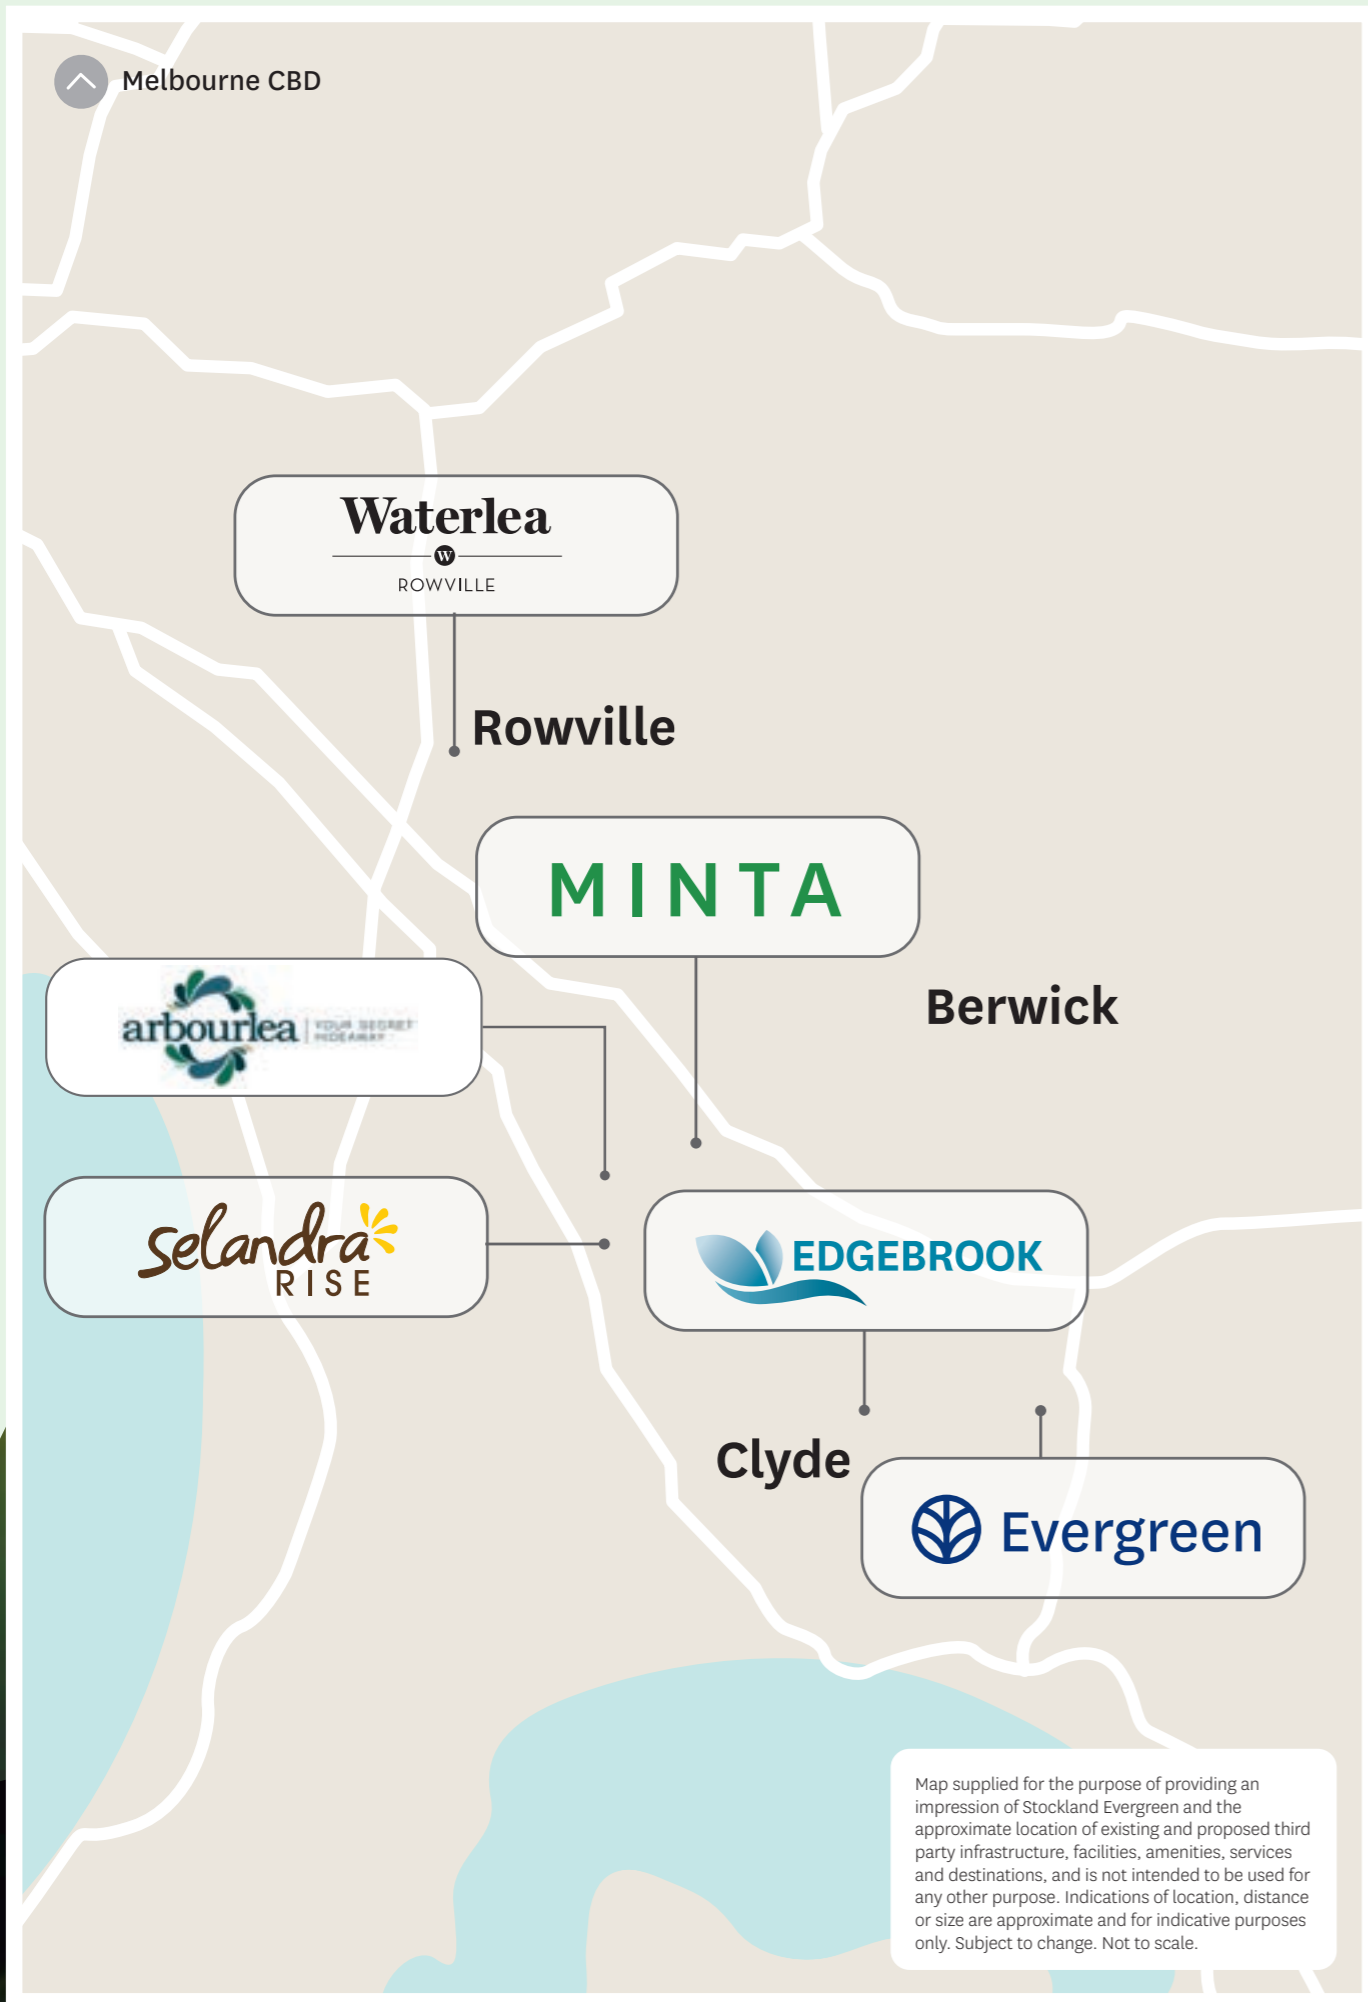 Melbourne CBD
Waterlea
W
ROWVILLE
Rowville
MINTA
Berwick
arbourlea
YOUR SECRET
HIDEAWAY
selandra
RISE
EDGEBROOK
Clyde
Evergreen
Map supplied for the purpose of providing an
impression of Stockland Evergreen and the
approximate location of existing and proposed third
party infrastructure, facilities, amenities, services
and destinations, and is not intended to be used for
any other purpose. Indications of location, distance
or size are approximate and for indicative purposes
only. Subject to change. Not to scale.